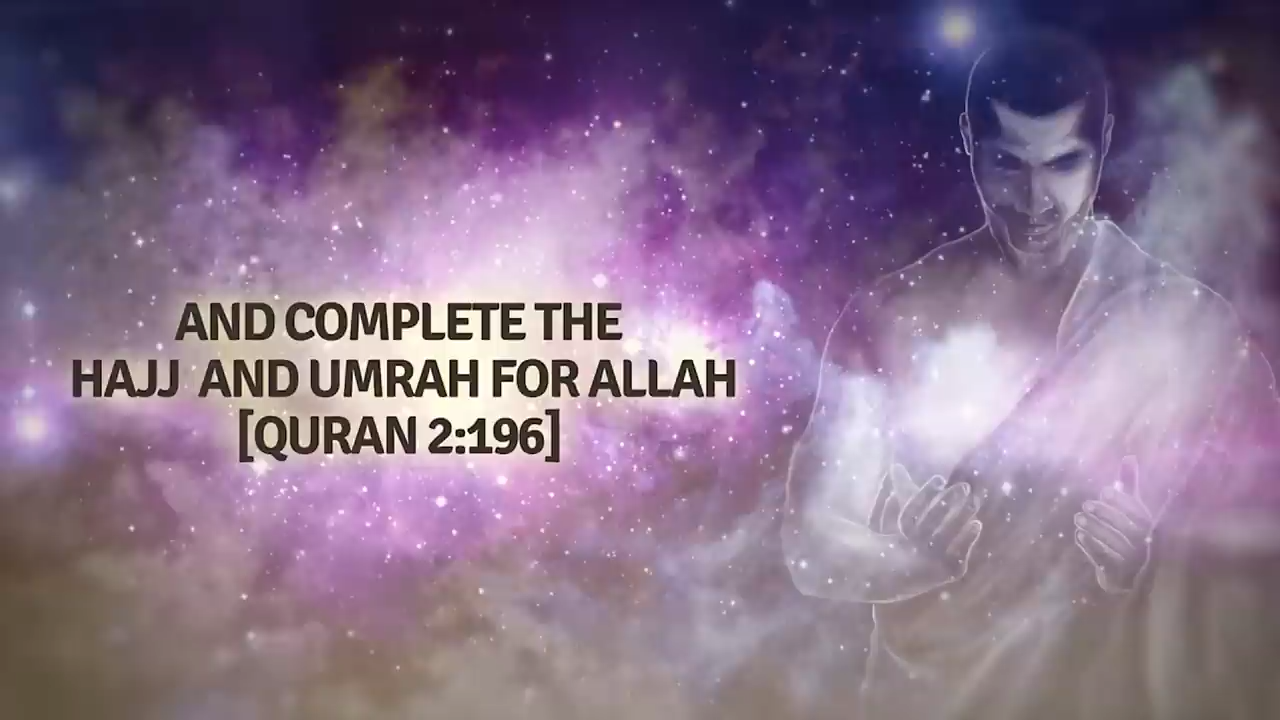 AND COMPLETE THE
HAJJ AND UMRAH FOR ALLAH
[QURAN 2:196]